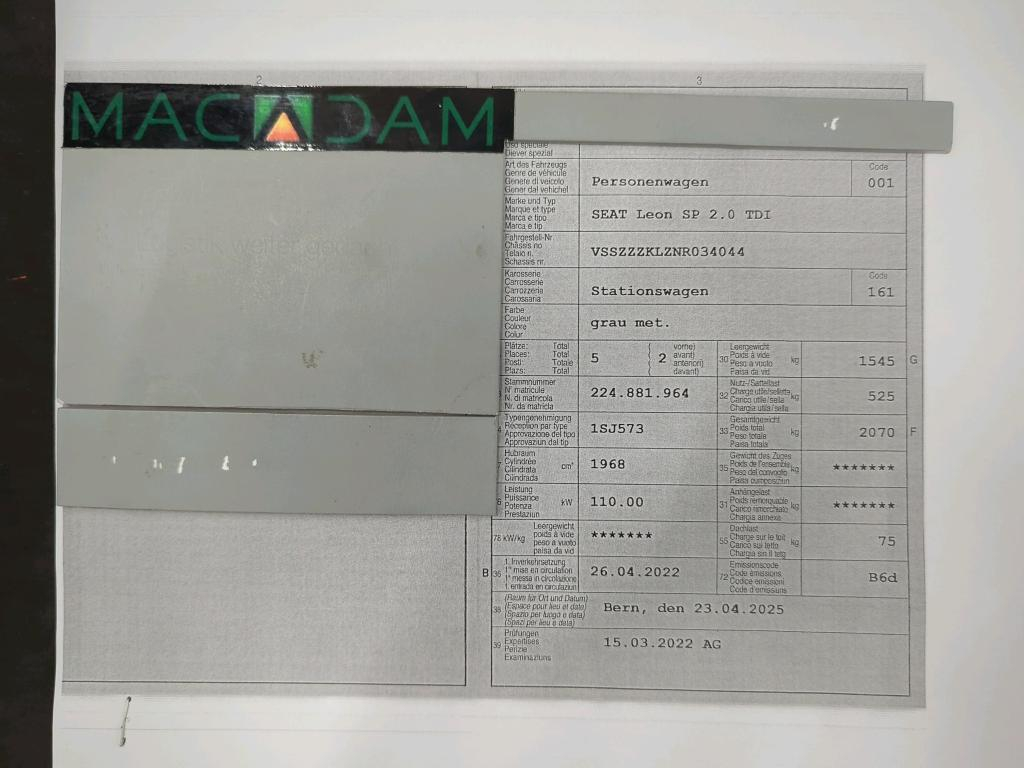 2
3
MACADAM
Uso speciale
Diever spezial
Art des Fahrzeugs
Genre de véhicule
Genere di veicolo
Gener dal vehichel
Personenwagen
Code
001
Marke und Typ
Marque et type
Marca e tipo
Marca e tip
SEAT Leon SP 2.0 TDI
Fahrgestell-Nr.
Châssis no
Telaio n.
Schassis nr.
VSSZZZKLZNR034044
Karosserie
Carrosserie
Carrozzeria
Carossaria
Stationswagen
Code
161
Farbe
Couleur
Colore
Colur
grau met.
Plätze: Total
Places: Total
Posti: Totale
Plazs: Total
5
( vorne)
( 2 avant)
( anteriori)
( davant)
30 Leergewicht
Poids à vide
Peso a vuoto
Paisa da vid
kg
1545 G
Stammnummer
N° matricule
N. di matricola
Nr. da matricla
224.881.964
32 Nutz-/Sattellast
Charge utile/sellette
Carico utile/sella
Chargia utila/sella
kg
525
Typengenehmigung
Réception par type
Approvazione del tipo
Approvaziun dal tip
1SJ573
33 Gesamtgewicht
Poids total
Peso totale
Paisa totala
kg
2070 F
Hubraum
Cylindrée
Cilindrata
Cilindrada
cm³
1968
35 Gewicht des Zuges
Poids de l'ensemble
Peso del convoglio
Paisa cumposiziun
kg
*******
Leistung
Puissance
Potenza
Prestaziun
kW
110.00
31 Anhängelast
Poids remorquable
Carico rimorchiato
Chargia annexa
kg
*******
78 kW/kg
Leergewicht
poids à vide
peso a vuoto
paisa da vid
*******
55 Dachlast
Charge sur le toit
Carico sul tetto
Chargia sin il tetg
kg
75
B 36 1. Inverkehrsetzung
1re mise en circulation
1a messa in circolazione
1. entrada en circulaziun
26.04.2022
72 Emissionscode
Code émissions
Codice emissioni
Code d'emissiuns
B6d
38 (Raum für Ort und Datum)
(Espace pour lieu et date)
(Spazio per luogo e data)
(Spazi per lieu e data)
Bern, den 23.04.2025
39 Prüfungen
Expertises
Perizie
Examinaziuns
15.03.2022 AG